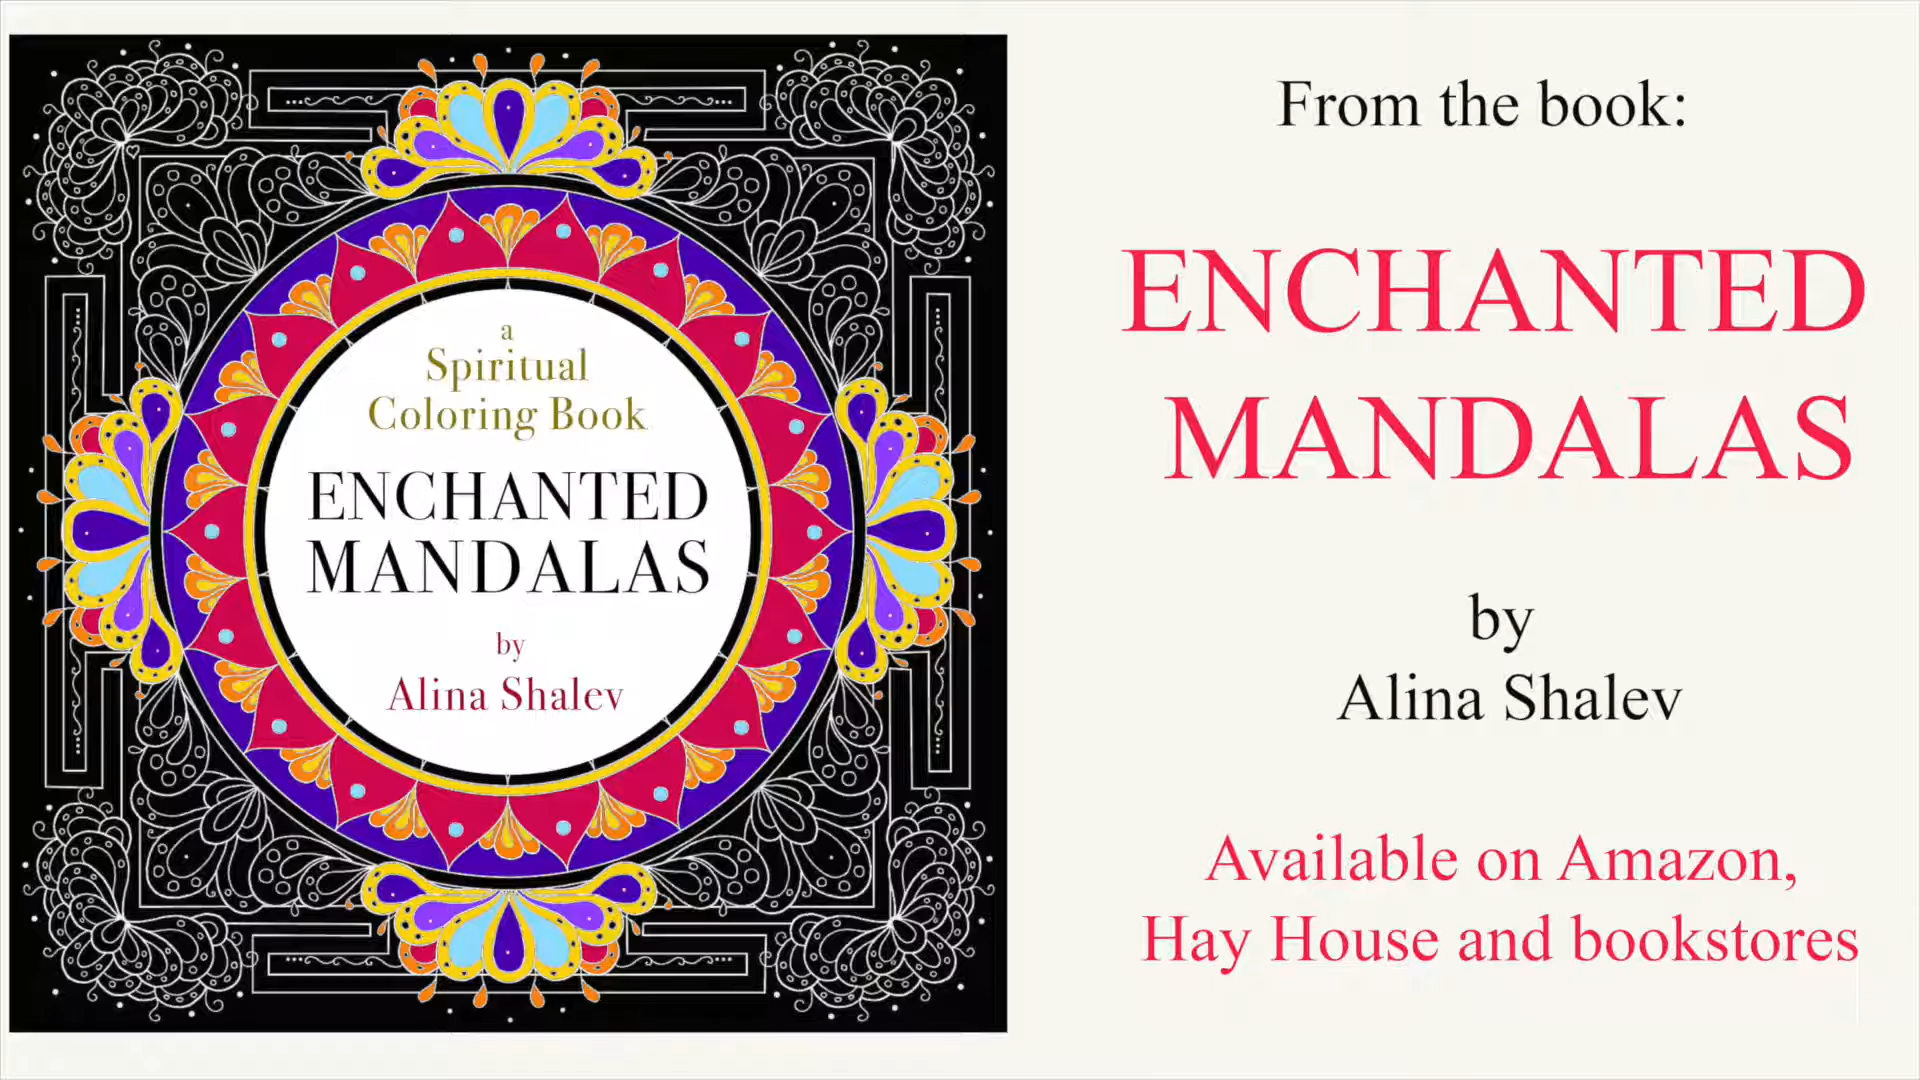 a
Spiritual
Coloring Book
ENCHANTED
MANDALAS
by
Alina Shalev
From the book:
ENCHANTED
MANDALAS
by
Alina Shalev
Available on Amazon,
Hay House and bookstores